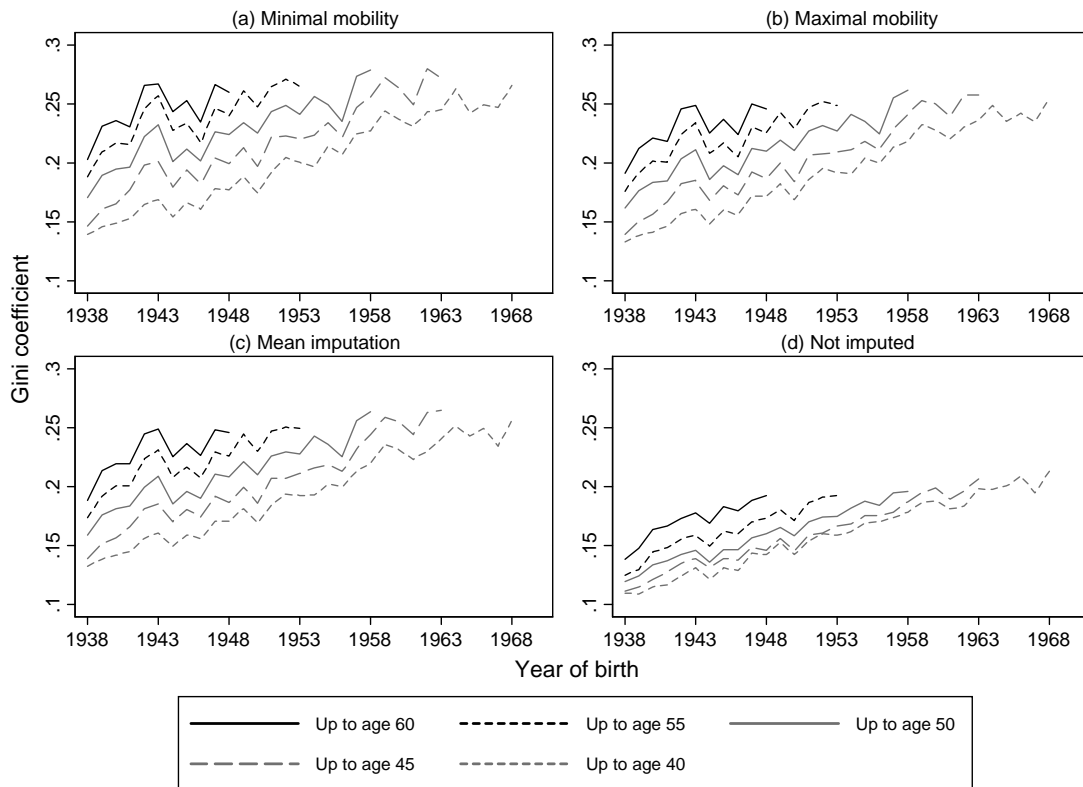 (a) Minimal mobility
(b) Maximal mobility
.3
.25
.2
.15
.1
1938 1943 1948 1953 1958 1963 1968
.3
.25
.2
.15
.1
1938 1943 1948 1953 1958 1963 1968
(c) Mean imputation
(d) Not imputed
.3
.25
.2
.15
.1
1938 1943 1948 1953 1958 1963 1968
.3
.25
.2
.15
.1
1938 1943 1948 1953 1958 1963 1968
Gini coefficient
Year of birth
Up to age 60 Up to age 55 Up to age 50
Up to age 45 Up to age 40